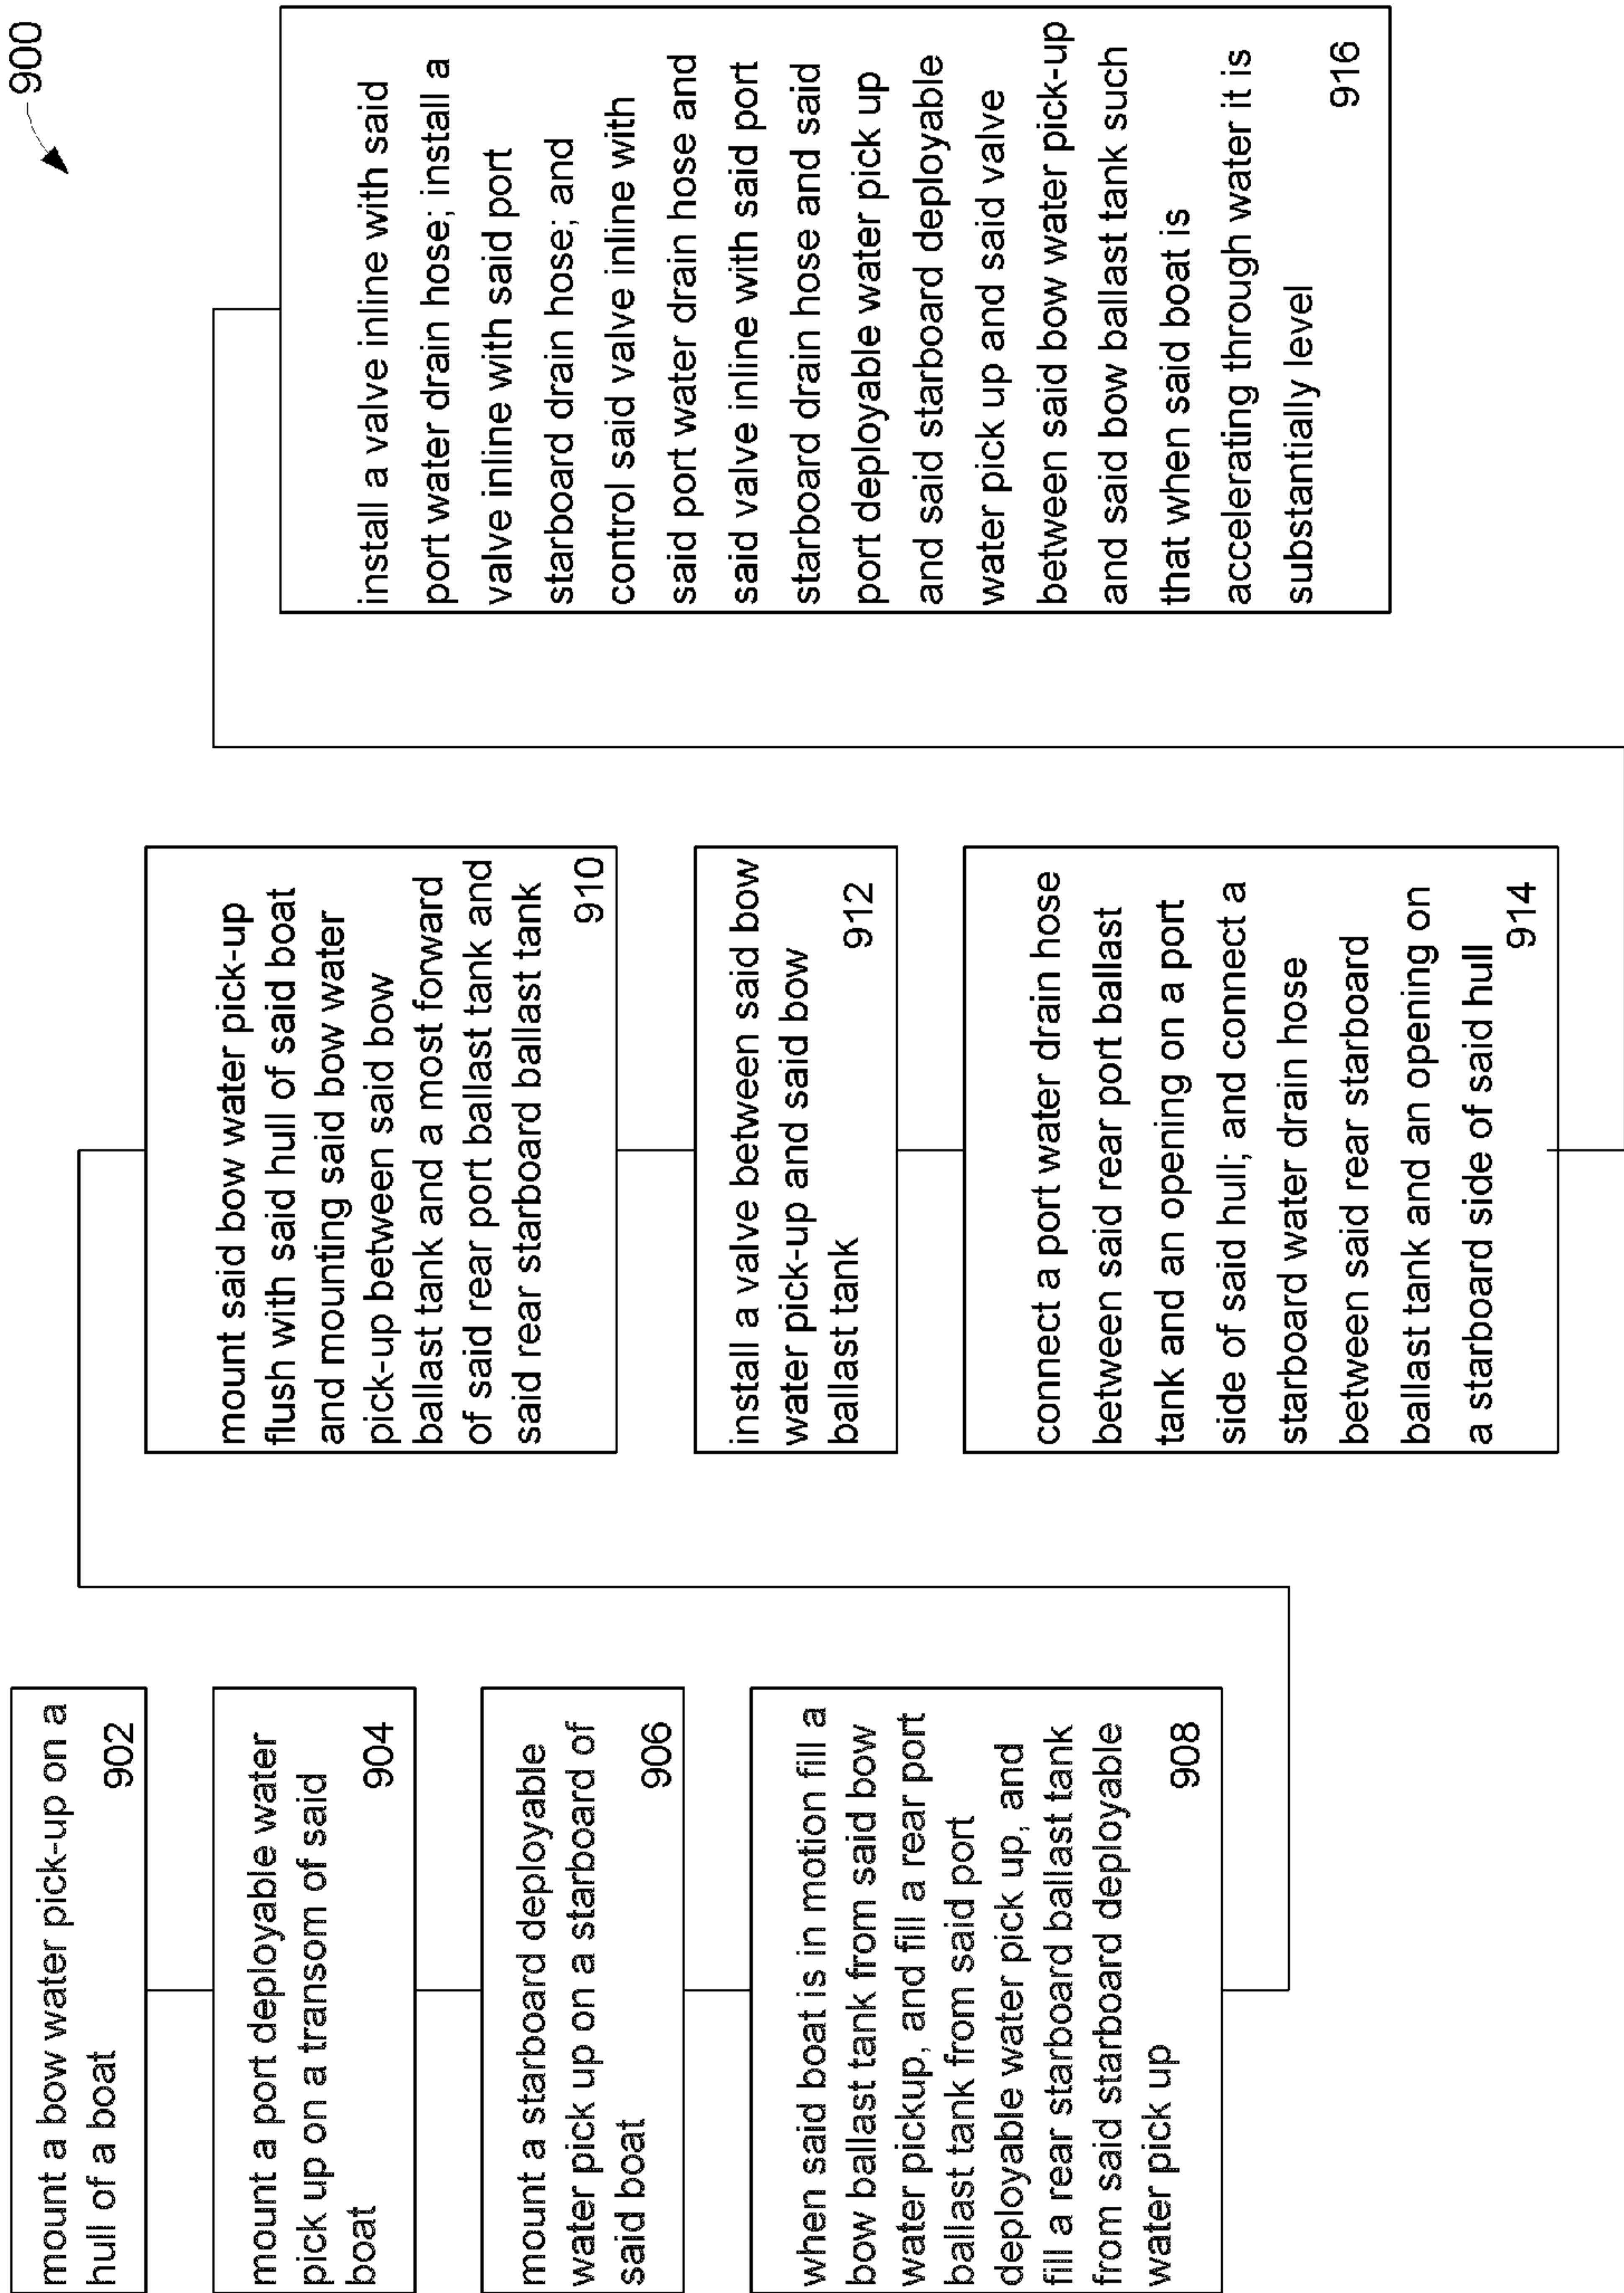 900
mount a bow water pick-up on a
hull of a boat
902
mount a port deployable water
pick up on a transom of said
boat
904
mount a starboard deployable
water pick up on a starboard of
said boat
906
when said boat is in motion fill a
bow ballast tank from said bow
water pickup, and fill a rear port
ballast tank from said port
deployable water pick up, and
fill a rear starboard ballast tank
from said starboard deployable
water pick up
908
mount said bow water pick-up
flush with said hull of said boat
and mounting said bow water
pick-up between said bow
ballast tank and a most forward
of said rear port ballast tank and
said rear starboard ballast tank
910
install a valve between said bow
water pick-up and said bow
ballast tank
912
connect a port water drain hose
between said rear port ballast
tank and an opening on a port
side of said hull; and connect a
starboard water drain hose
between said rear starboard
ballast tank and an opening on
a starboard side of said hull
914
install a valve inline with said
port water drain hose; install a
valve inline with said port
starboard drain hose; and
control said valve inline with
said port water drain hose and
said valve inline with said port
starboard drain hose and said
port deployable water pick up
and said starboard deployable
water pick up and said valve
between said bow water pick-up
and said bow ballast tank such
that when said boat is
accelerating through water it is
substantially level
916